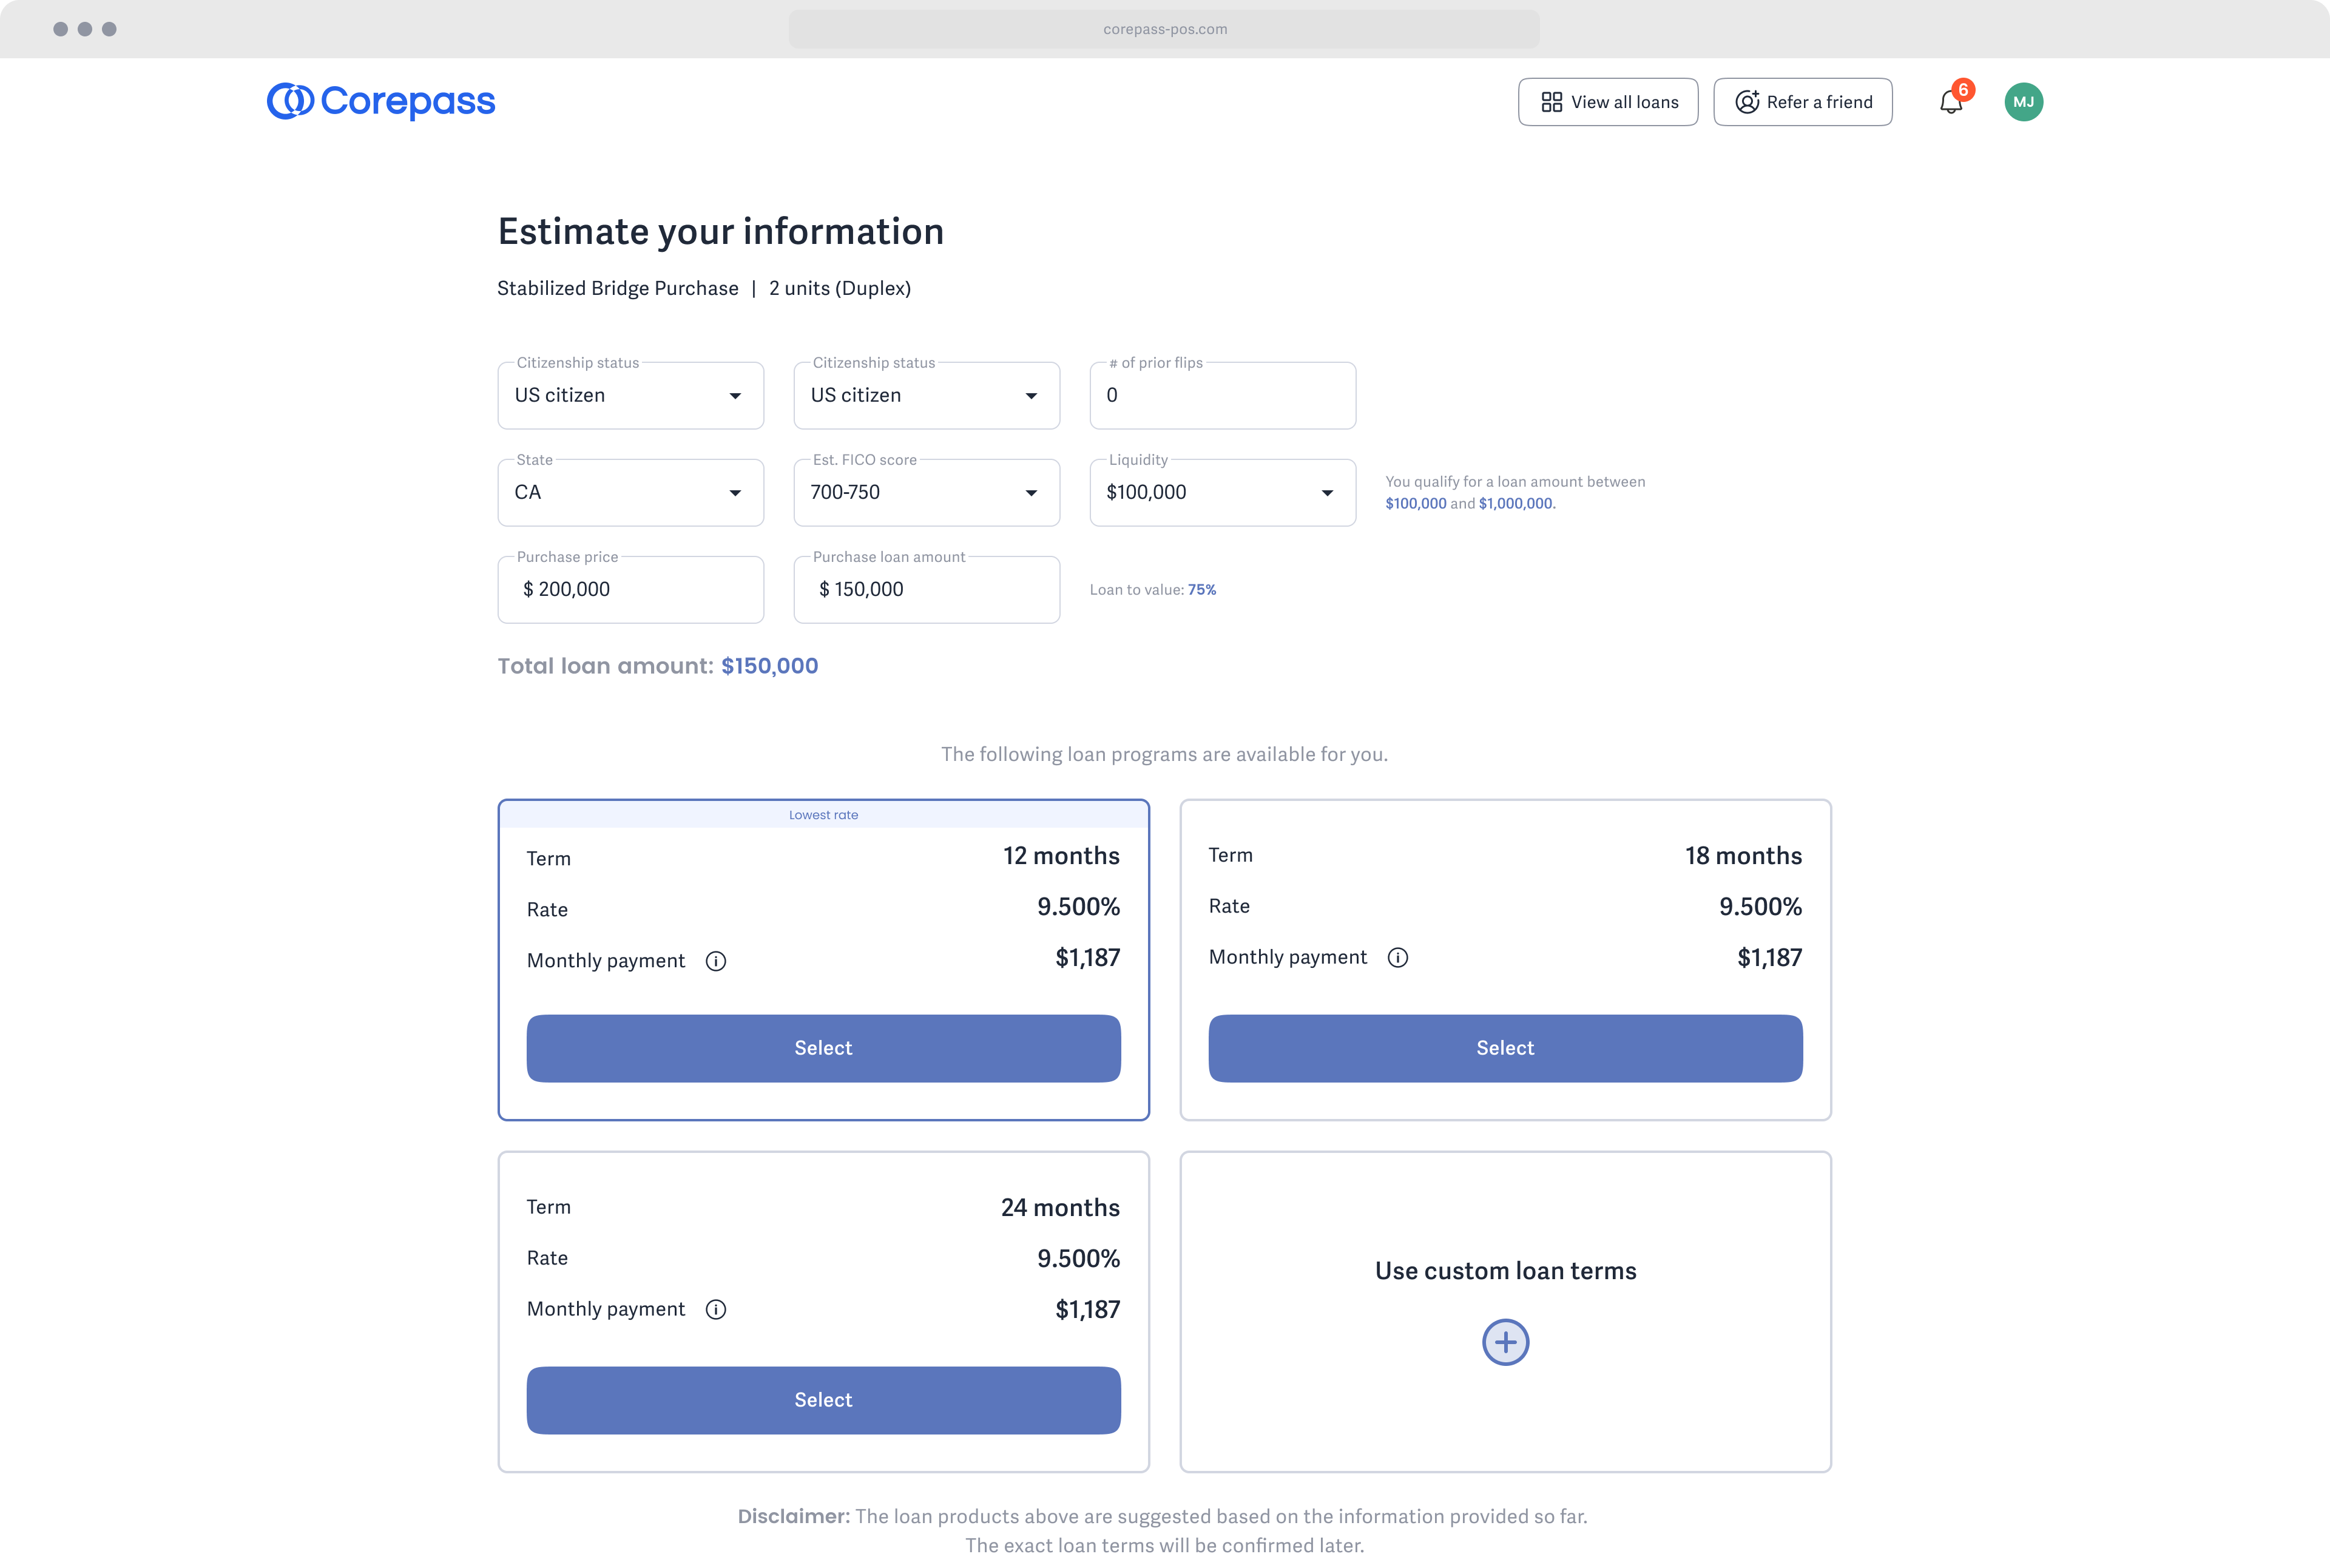 corepass-pos.com
Corepass
View all loans
Refer a friend
6
MJ
Estimate your information
Stabilized Bridge Purchase | 2 units (Duplex)
Citizenship status
US citizen
Citizenship status
US citizen
# of prior flips
0
State
CA
Est. FICO score
700-750
Liquidity
$100,000
You qualify for a loan amount between
$100,000 and $1,000,000.
Purchase price
$ 200,000
Purchase loan amount
$ 150,000
Loan to value: 75%
Total loan amount: $150,000
The following loan programs are available for you.
Lowest rate
Term 12 months
Rate 9.500%
Monthly payment $1,187
Select
Term 18 months
Rate 9.500%
Monthly payment $1,187
Select
Term 24 months
Rate 9.500%
Monthly payment $1,187
Select
Use custom loan terms
Disclaimer: The loan products above are suggested based on the information provided so far.
The exact loan terms will be confirmed later.